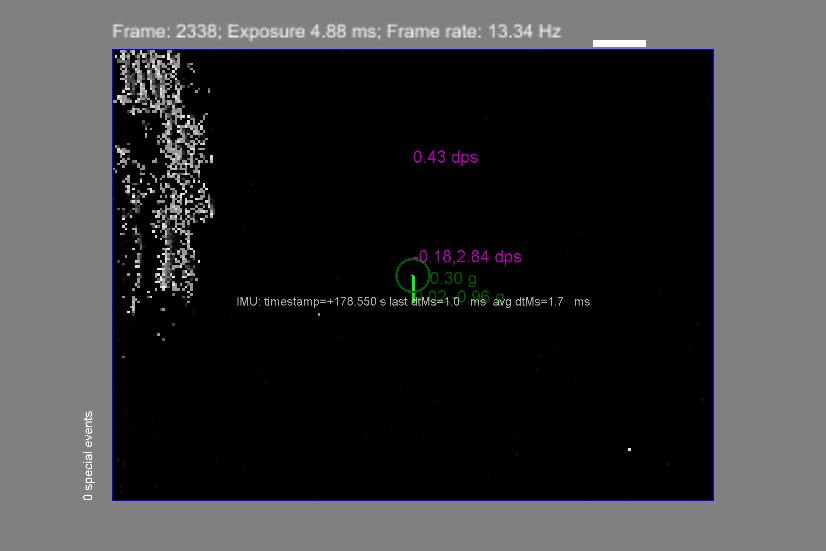 Frame: 2338; Exposure 4.88 ms; Frame rate: 13.34 Hz
0.43 dps
-0.18,2.84 dps
0.30 g
0.96 g
IMU: timestamp=+178.550 s last dtMs=1.0 ms avg dtMs=1.7 ms
0 special events